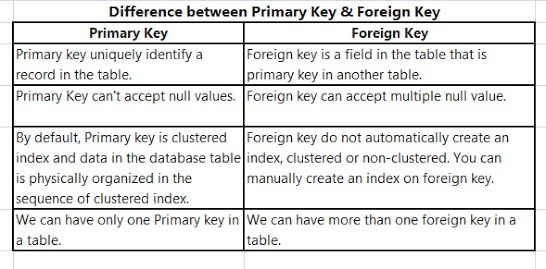 Difference between Primary Key & Foreign Key
Primary Key
Foreign Key
Primary key uniquely identify a
record in the table.
Foreign key is a field in the table that is
primary key in another table.
Primary Key can't accept null values.
Foreign key can accept multiple null value.
By default, Primary key is clustered
index and data in the database table
is physically organized in the
sequence of clustered index.
Foreign key do not automatically create an
index, clustered or non-clustered. You can
manually create an index on foreign key.
We can have only one Primary key in
a table.
We can have more than one foreign key in a
table.